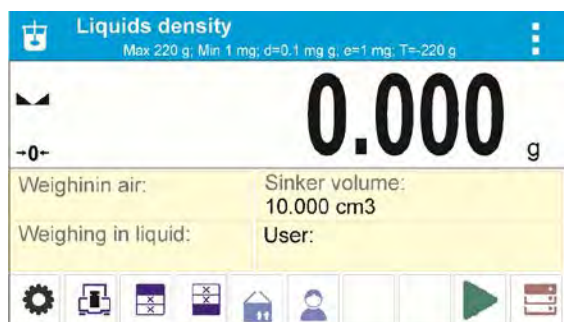 Liquids density
Max 220 g; Min 1 mg; d=0.1 mg g; e=1 mg; T=-220 g
0.000 g
→0←
Weighinin air:
Sinker volume:
10.000 cm3
Weighing in liquid:
User: